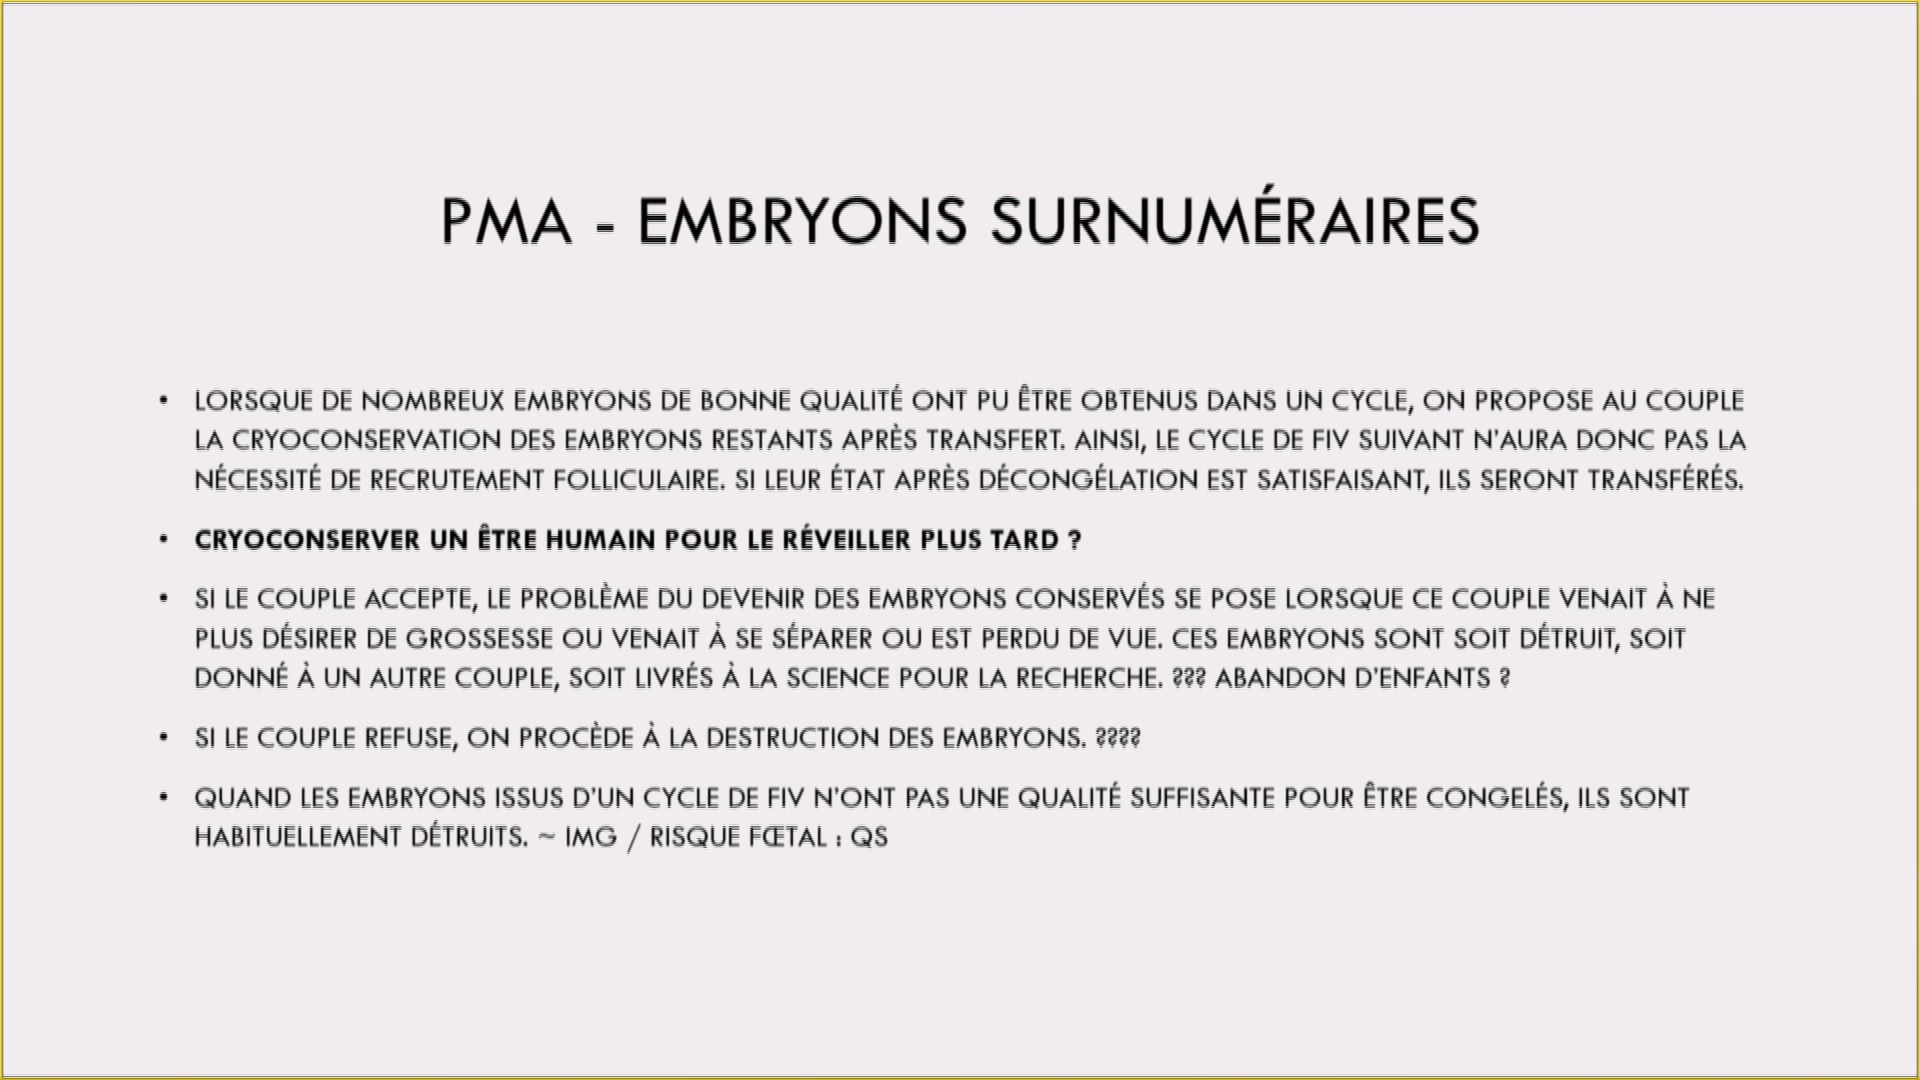 PMA - EMBRYONS SURNUMÉRAIRES
• LORSQUE DE NOMBREUX EMBRYONS DE BONNE QUALITÉ ONT PU ÊTRE OBTENUS DANS UN CYCLE, ON PROPOSE AU COUPLE
LA CRYOCONSERVATION DES EMBRYONS RESTANTS APRÈS TRANSFERT. AINSI, LE CYCLE DE FIV SUIVANT N'AURA DONC PAS LA
NÉCESSITÉ DE RECRUTEMENT FOLLICULAIRE. SI LEUR ÉTAT APRÈS DÉCONGÉLATION EST SATISFAISANT, ILS SERONT TRANSFÉRÉS.
• CRYOCONSERVER UN ÊTRE HUMAIN POUR LE RÉVEILLER PLUS TARD ?
• SI LE COUPLE ACCEPTE, LE PROBLÈME DU DEVENIR DES EMBRYONS CONSERVÉS SE POSE LORSQUE CE COUPLE VENAIT À NE
PLUS DÉSIRER DE GROSSESSE OU VENAIT À SE SÉPARER OU EST PERDU DE VUE. CES EMBRYONS SONT SOIT DÉTRUIT, SOIT
DONNÉ À UN AUTRE COUPLE, SOIT LIVRÉS À LA SCIENCE POUR LA RECHERCHE. ??? ABANDON D'ENFANTS ?
• SI LE COUPLE REFUSE, ON PROCÈDE À LA DESTRUCTION DES EMBRYONS. ????
• QUAND LES EMBRYONS ISSUS D'UN CYCLE DE FIV N'ONT PAS UNE QUALITÉ SUFFISANTE POUR ÊTRE CONGELÉS, ILS SONT
HABITUELLEMENT DÉTRUITS. ~ IMG / RISQUE FŒTAL : QS